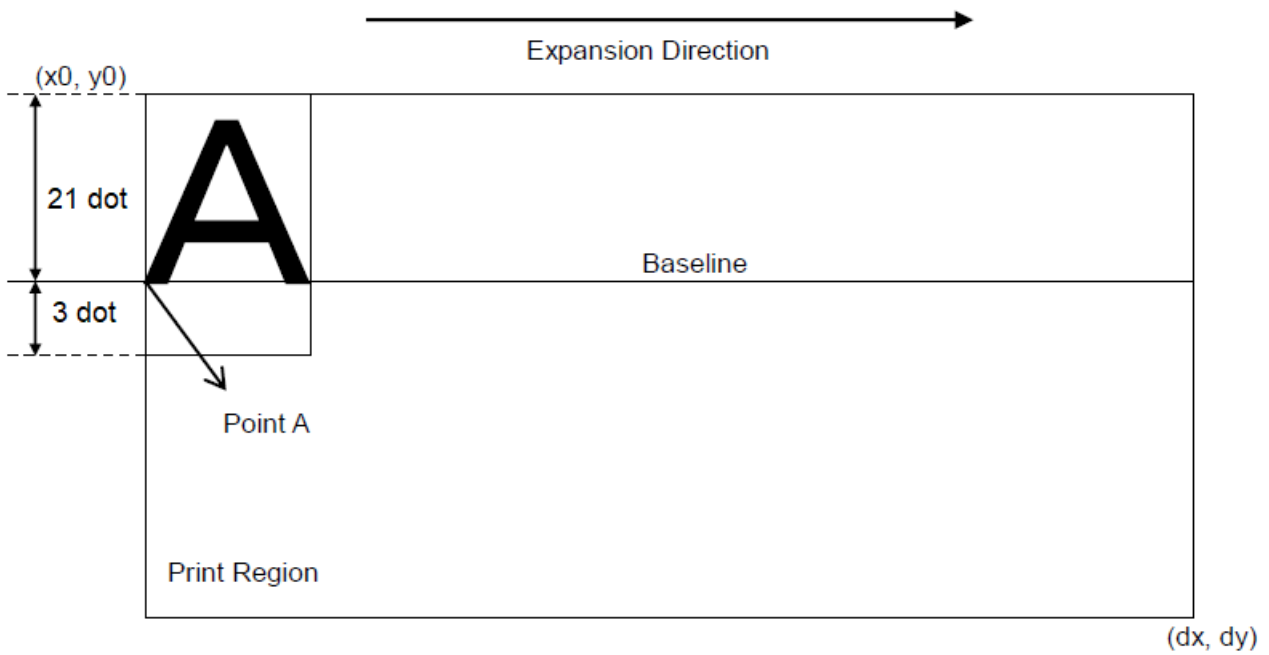 Expansion Direction
(x0, y0)
A
21 dot
Baseline
3 dot
Point A
Print Region
(dx, dy)